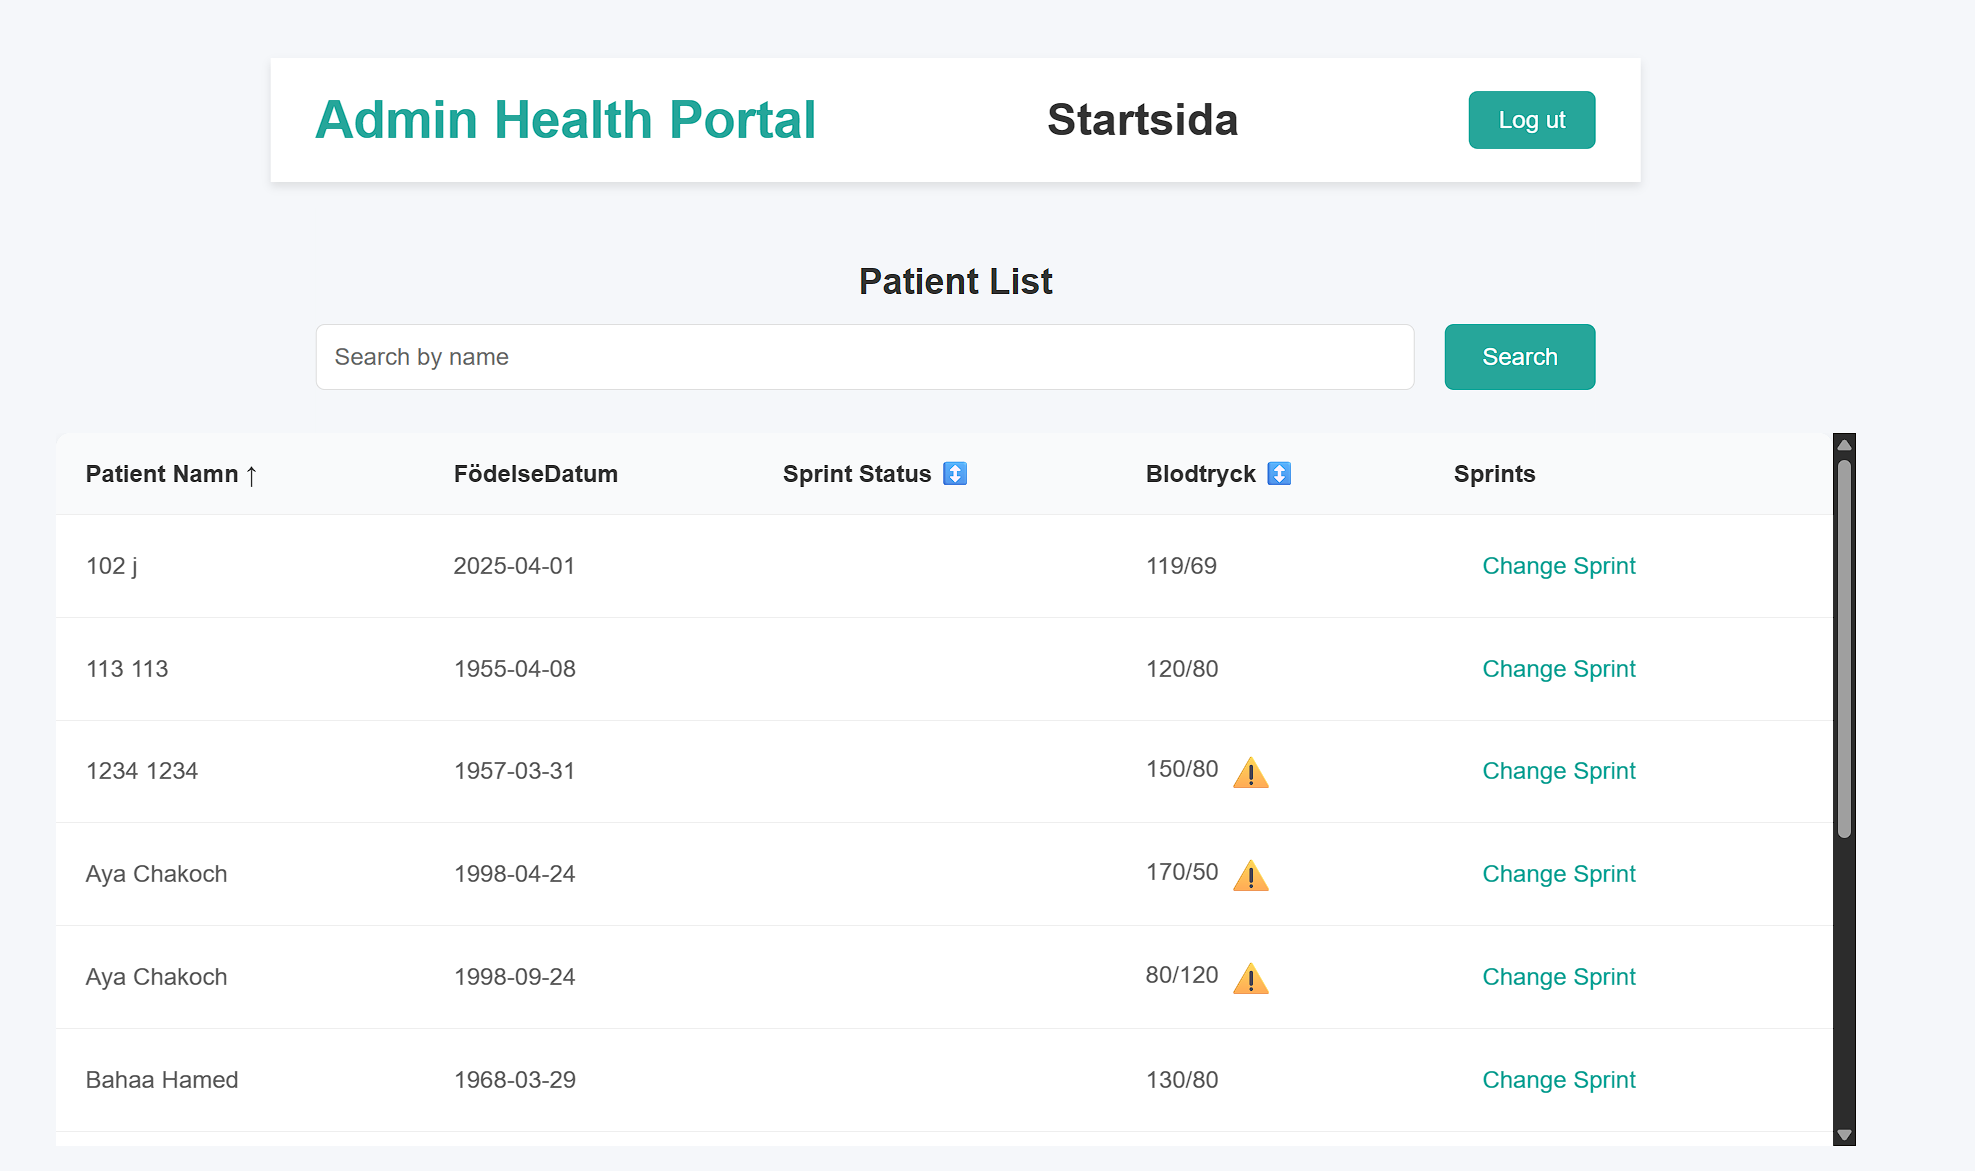 Admin Health Portal Startsida Log ut
Patient List
Search by name Search
Patient Namn ↑ FödelseDatum Sprint Status ↕️ Blodtryck ↕️ Sprints
102 j 2025-04-01 119/69 Change Sprint
113 113 1955-04-08 120/80 Change Sprint
1234 1234 1957-03-31 150/80 ⚠️ Change Sprint
Aya Chakoch 1998-04-24 170/50 ⚠️ Change Sprint
Aya Chakoch 1998-09-24 80/120 ⚠️ Change Sprint
Bahaa Hamed 1968-03-29 130/80 Change Sprint